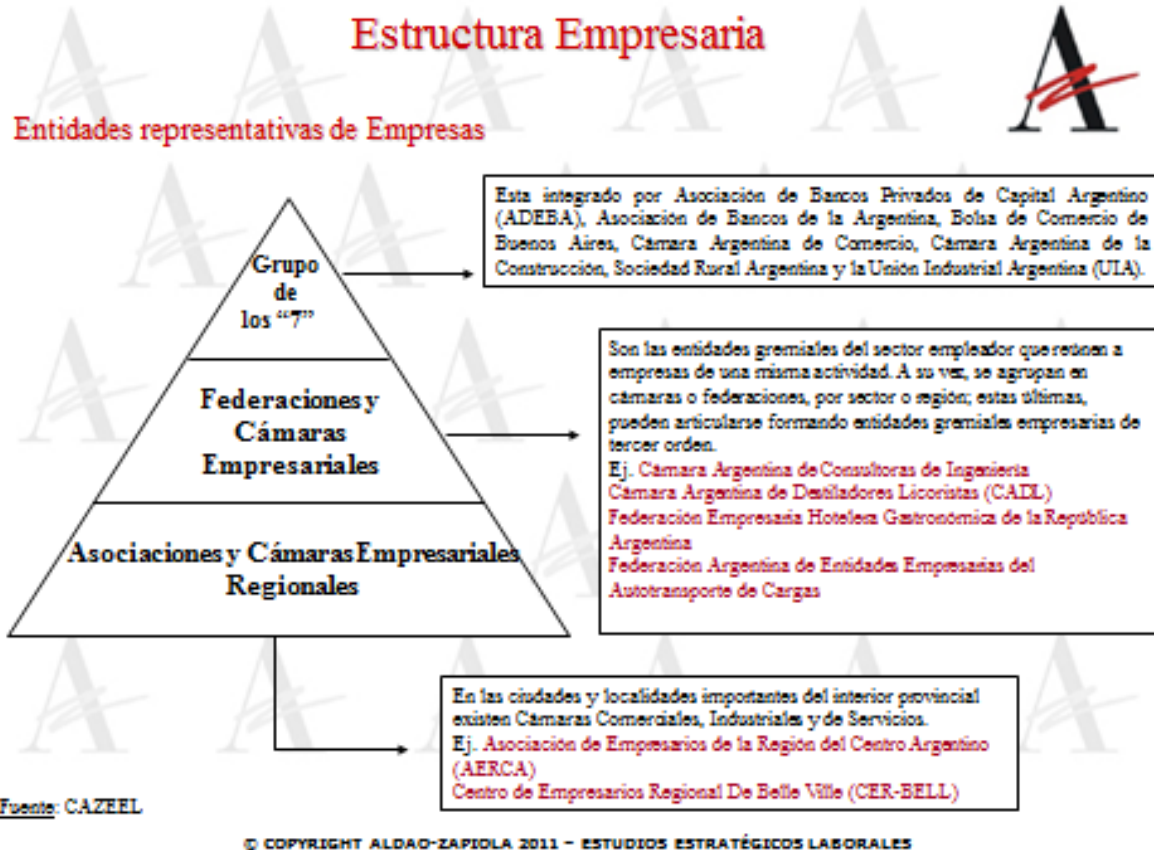 Estructura Empresaria
Entidades representativas de Empresas
Grupo
de
los “7”
Esta integrado por Asociación de Bancos Privados de Capital Argentino
(ADEBA), Asociación de Bancos de la Argentina, Bolsa de Comercio de
Buenos Aires, Cámara Argentina de Comercio, Cámara Argentina de la
Construcción, Sociedad Rural Argentina y la Unión Industrial Argentina (UIA).
Federaciones y
Cámaras
Empresariales
Son las entidades gremiales del sector empleador que reúnen a
empresas de una misma actividad. A su vez, se agrupan en
cámaras o federaciones, por sector o región; estas últimas,
pueden articularse formando entidades gremiales empresarias de
tercer orden.
Ej. Cámara Argentina de Consultoras de Ingeniería
Cámara Argentina de Destiladores Licoristas (CADL)
Federación Empresaria Hotelera Gastronómica de la República
Argentina
Federación Argentina de Entidades Empresarias del
Autotransporte de Cargas
Asociaciones y Cámaras Empresariales
Regionales
En las ciudades y localidades importantes del interior provincial
existen Cámaras Comerciales, Industriales y de Servicios.
Ej. Asociación de Empresarios de la Región del Centro Argentino
(AERCA)
Centro de Empresarios Regional De Belle Ville (CER-BELL)
Fuente: CAZEEL
© COPYRIGHT ALDAO-ZAPIOLA 2011 – ESTUDIOS ESTRATÉGICOS LABORALES